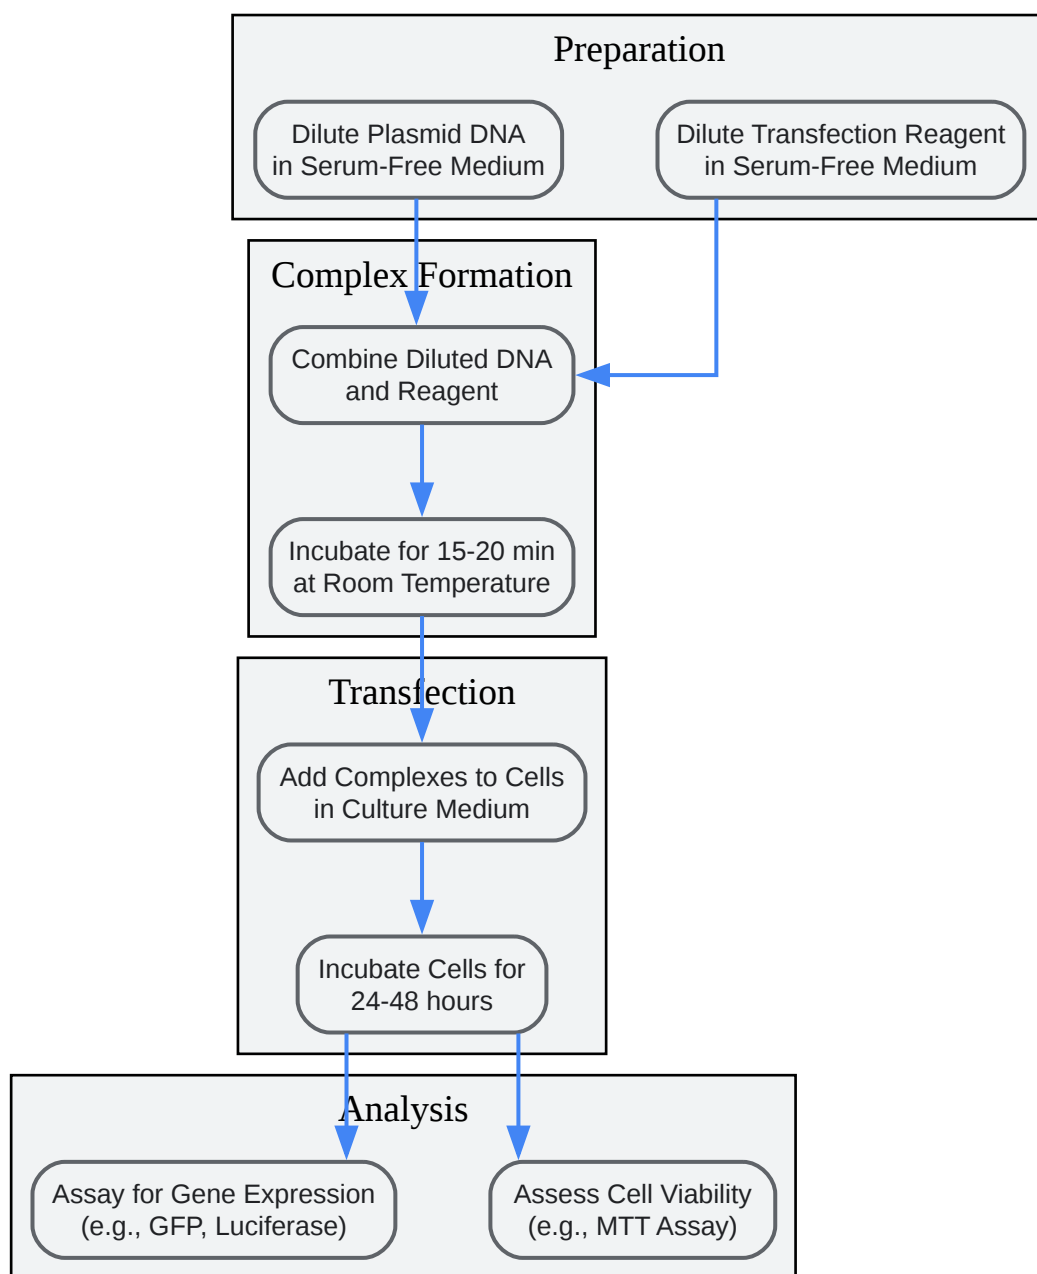 Preparation
Dilute Plasmid DNA
in Serum-Free Medium
Dilute Transfection Reagent
in Serum-Free Medium
Complex Formation
Combine Diluted DNA
and Reagent
Incubate for 15-20 min
at Room Temperature
Transfection
Add Complexes to Cells
in Culture Medium
Incubate Cells for
24-48 hours
Analysis
Assay for Gene Expression
(e.g., GFP, Luciferase)
Assess Cell Viability
(e.g., MTT Assay)